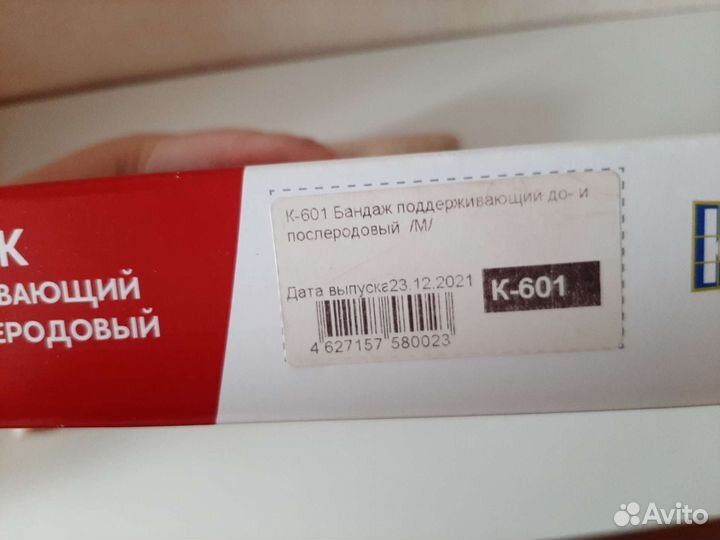 К
ВАЮЩИЙ
ЕРОДОВЫЙ
К-601 Бандаж поддерживающий до- и
послеродовый /М/
Дата выпуска23.12.2021
К-601
4 627157 580023
Avito